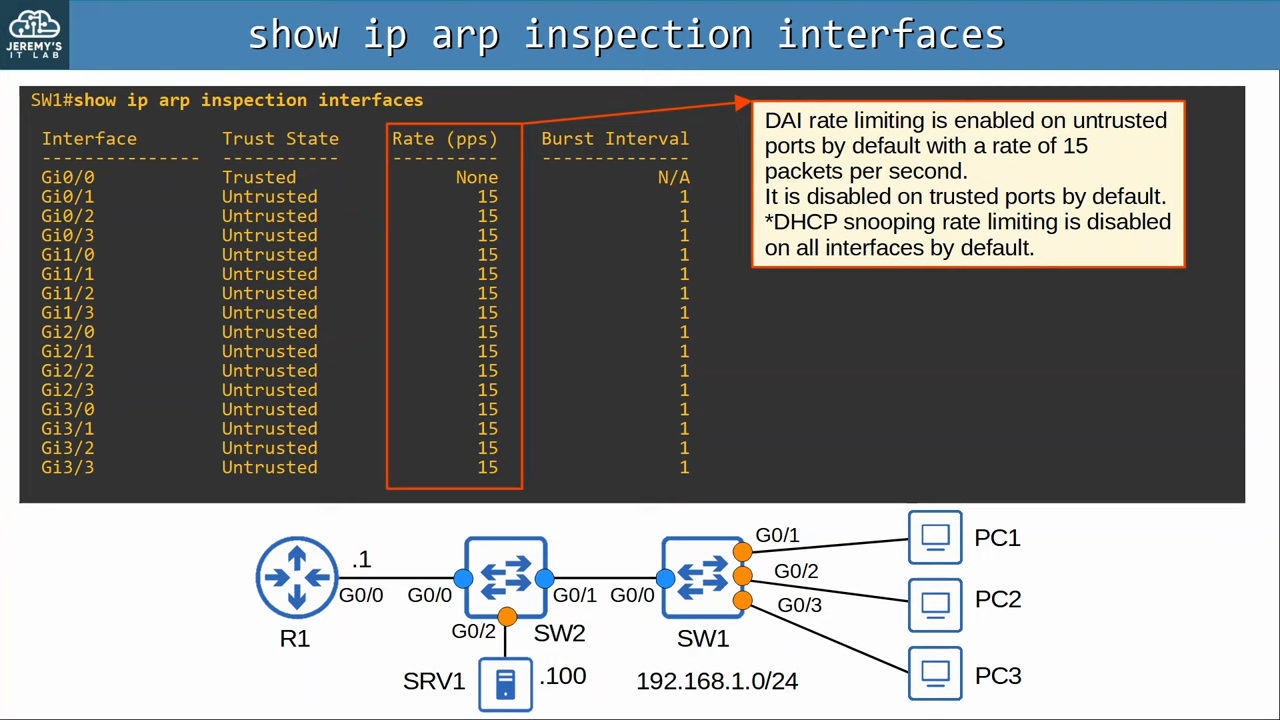 JEREMY'S
IT LAB
show ip arp inspection interfaces
SW1#show ip arp inspection interfaces
Interface Trust State Rate (pps) Burst Interval
--------------- ----------- ---------- --------------
Gi0/0 Trusted None N/A
Gi0/1 Untrusted 15 1
Gi0/2 Untrusted 15 1
Gi0/3 Untrusted 15 1
Gi1/0 Untrusted 15 1
Gi1/1 Untrusted 15 1
Gi1/2 Untrusted 15 1
Gi1/3 Untrusted 15 1
Gi2/0 Untrusted 15 1
Gi2/1 Untrusted 15 1
Gi2/2 Untrusted 15 1
Gi2/3 Untrusted 15 1
Gi3/0 Untrusted 15 1
Gi3/1 Untrusted 15 1
Gi3/2 Untrusted 15 1
Gi3/3 Untrusted 15 1
DAI rate limiting is enabled on untrusted
ports by default with a rate of 15
packets per second.
It is disabled on trusted ports by default.
*DHCP snooping rate limiting is disabled
on all interfaces by default.
.1
G0/0
R1
G0/0
G0/1
G0/2
SW2
SRV1
.100
G0/0
SW1
192.168.1.0/24
G0/1
G0/2
G0/3
PC1
PC2
PC3